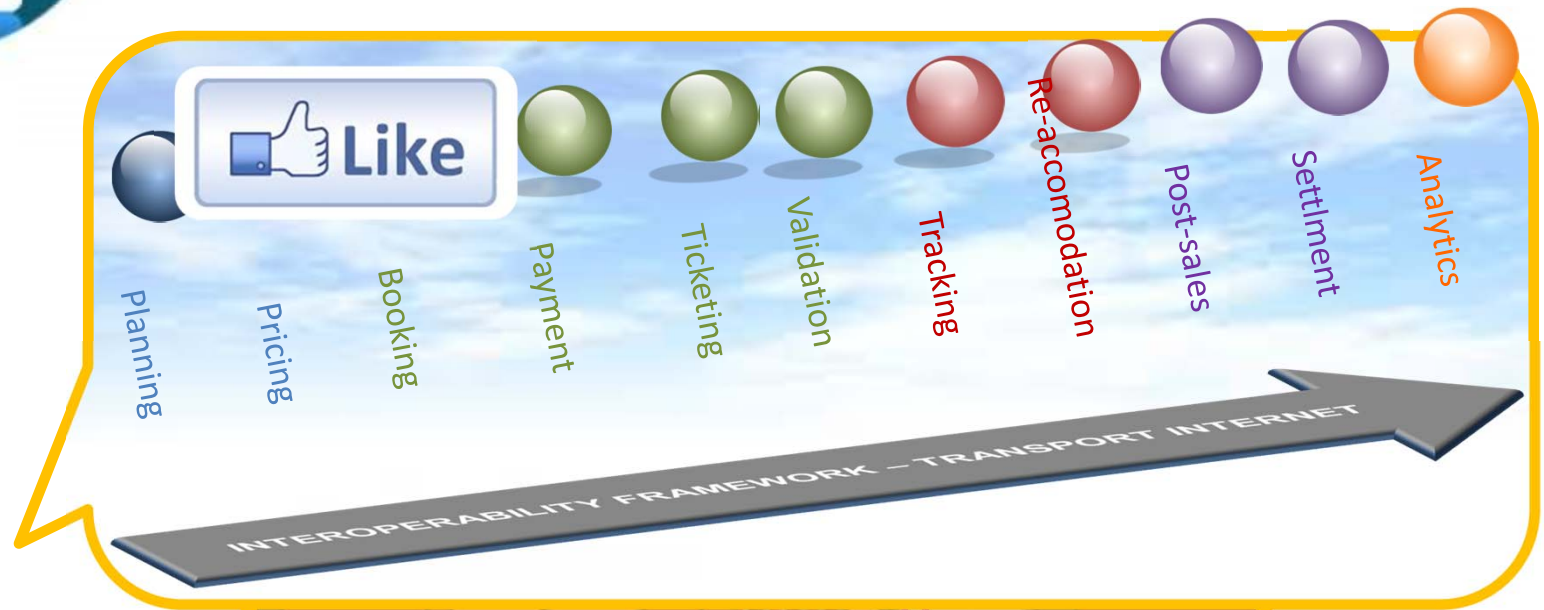 Like
Planning
Pricing
Booking
Payment
Ticketing
Validation
Tracking
Re-accomodation
Post-sales
Settlment
Analytics
INTEROPERABILITY FRAMEWORK – TRANSPORT INTERNET